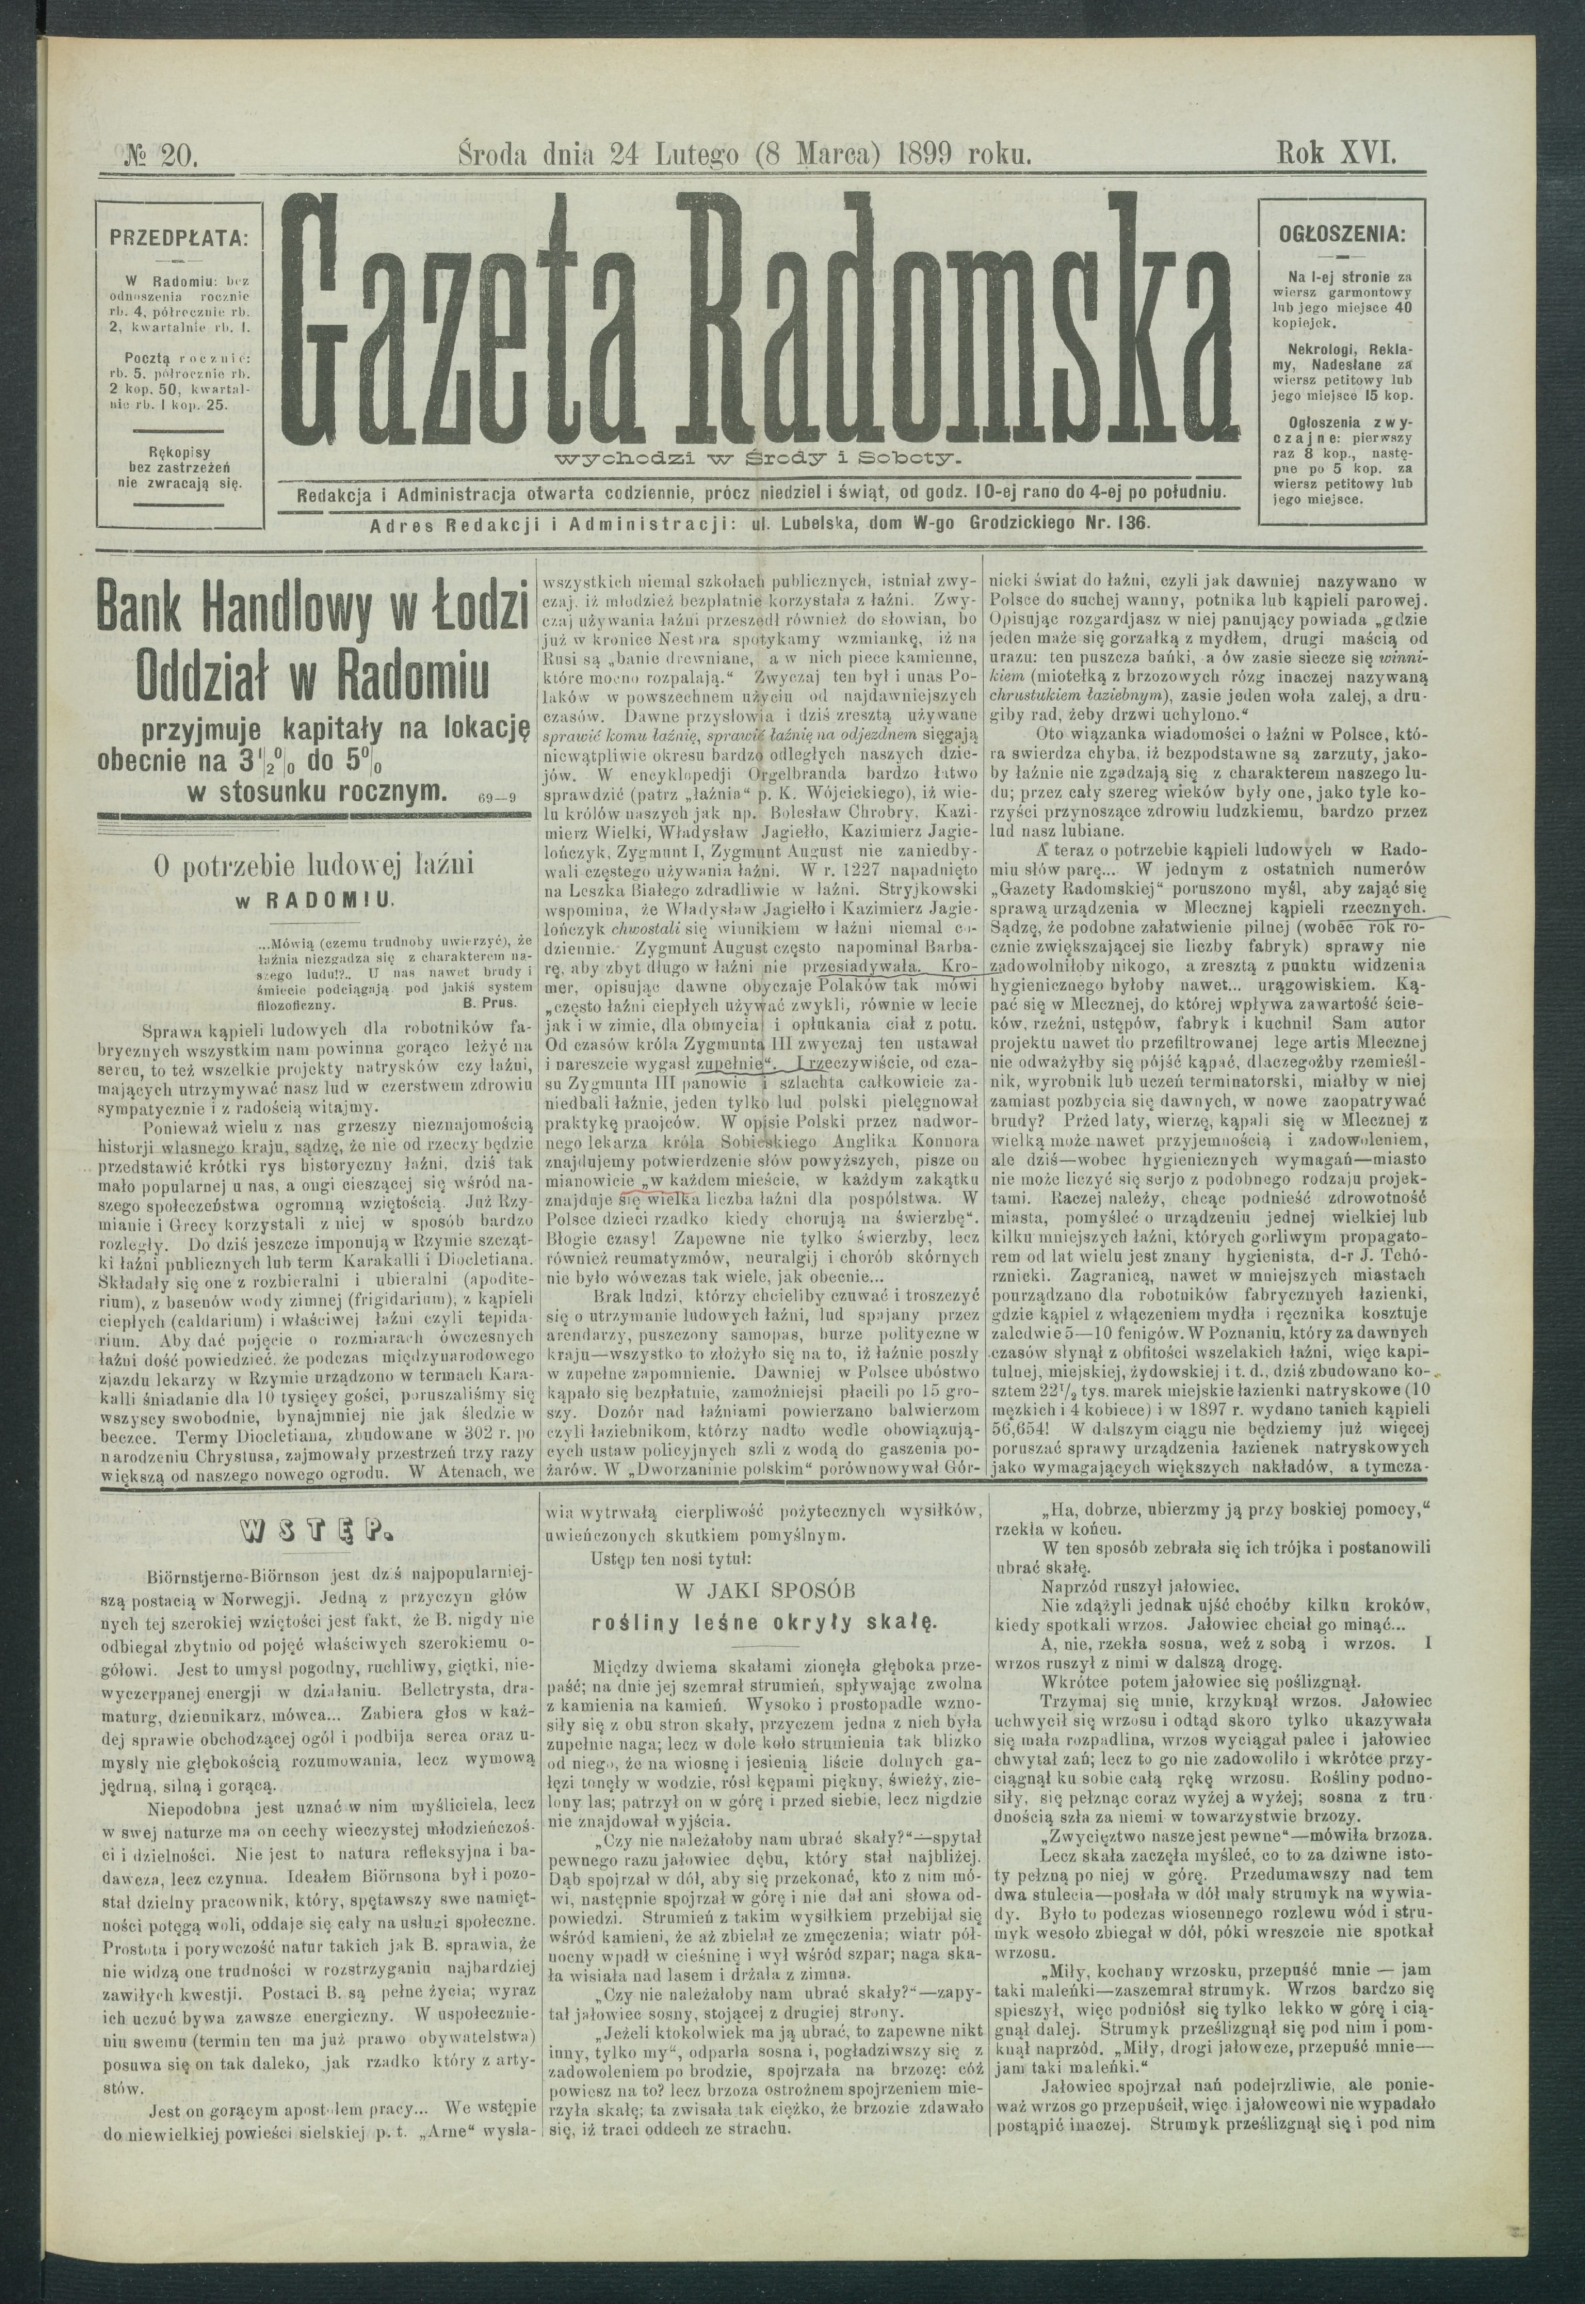 № 20.
Środa dnia 24 Lutego (8 Marca) 1899 roku.
Rok XVI.
PRZEDPŁATA:
W Radomiu: bez
odnoszenia rocznie
rb. 4, półrocznie rb.
2, kwartalnie rb. 1.
Pocztą rocznie:
rb. 5, półrocznie rb.
2 kop. 50, kwartal-
nie rb. 1 kop. 25.
Rękopisy
bez zastrzeżeń
nie zwracają się.
Gazeta Radomska
wychodzi w Środy i Soboty.
Redakcja i Administracja otwarta codziennie, prócz niedziel i świąt, od godz. 10-ej rano do 4-ej po południu.
Adres Redakcji i Administracji: ul. Lubelska, dom W-go Grodzickiego Nr. 136.
OGŁOSZENIA:
Na I-ej stronie za
wiersz garmontowy
lub jego miejsce 40
kopiejek.
Nekrologi, Rekla-
my, Nadesłane za
wiersz petitowy lub
jego miejsce 15 kop.
Ogłoszenia zwy-
czajne: pierwszy
raz 8 kop., nastę-
pne po 5 kop. za
wiersz petitowy lub
jego miejsce.
Bank Handlowy w Łodzi
Oddział w Radomiu
przyjmuje kapitały na lokację
obecnie na 3½% do 5%
w stosunku rocznym. 69—9
O potrzebie ludowej łaźni
w RADOMIU.
...Mówią (czemu trudnoby uwierzyć), że
łaźnia niezgadza się z charakterem na-
szego ludu!?.. U nas nawet brudy i
śmiecie podciągają pod jakiś system
filozoficzny. B. Prus.
Sprawa kąpieli ludowych dla robotników fa-
brycznych wszystkim nam powinna gorąco leżyć na
sercu, to też wszelkie projekty natrysków czy łaźni,
mających utrzymywać nasz lud w czerstwem zdrowiu
sympatycznie i z radością witajmy.
Ponieważ wielu z nas grzeszy nieznajomością
historji własnego kraju, sądzę, że nie od rzeczy będzie
przedstawić krótki rys historyczny łaźni, dziś tak
mało popularnej u nas, a ongi cieszącej się wśród na-
szego społeczeństwa ogromną wziętością. Już Rzy-
mianie i Grecy korzystali z niej w sposób bardzo
rozległy. Do dziś jeszcze imponują w Rzymie szcząt-
ki łaźni publicznych lub term Karakalli i Diocletiana.
Składały się one z rozbieralni i ubieralni (apodite-
rium), z basenów wody zimnej (frigidarium), z kąpieli
ciepłych (caldarium) i właściwej łaźni czyli tepida-
rium. Aby dać pojęcie o rozmiarach ówczesnych
łaźni dość powiedzieć, że podczas międzynarodowego
zjazdu lekarzy w Rzymie urządzono w termach Kara-
kalli śniadanie dla 10 tysięcy gości, poruszaliśmy się
wszyscy swobodnie, bynajmniej nie jak śledzie w
beczce. Termy Diocletiana, zbudowane w 302 r. po
narodzeniu Chrystusa, zajmowały przestrzeń trzy razy
większą od naszego nowego ogrodu. W Atenach, we
wszystkich niemal szkołach publicznych, istniał zwy-
czaj, iż młodzież bezpłatnie korzystała z łaźni. Zwy-
czaj używania łaźni przeszedł również do słowian, bo
już w kronice Nestora spotykamy wzmiankę, iż na
Rusi są „banie drewniane, a w nich piece kamienne,
które mocno rozpalają.“ Zwyczaj ten był i unas Po-
laków w powszechnem użyciu od najdawniejszych
czasów. Dawne przysłowia i dziś zresztą używane
sprawić komu łaźnię, sprawić łaźnię na odjezdnem sięgają
niewątpliwie okresu bardzo odległych naszych dzie-
jów. W encyklopedji Orgelbranda bardzo łatwo
sprawdzić (patrz „łaźnia“ p. K. Wójcickiego), iż wie-
lu królów naszych jak np. Bolesław Chrobry, Kazi-
mierz Wielki, Władysław Jagiełło, Kazimierz Jagie-
lończyk, Zygmunt I, Zygmunt August nie zaniedby-
wali częstego używania łaźni. W r. 1227 napadnięto
na Leszka Białego zdradliwie w łaźni. Stryjkowski
wspomina, że Władysław Jagiełło i Kazimierz Jagie-
lończyk chwostali się winnikiem w łaźni niemal co-
dziennie. Zygmunt August często napominał Barba-
rę, aby zbyt długo w łaźni nie przesiadywała. Kro-
mer, opisując dawne obyczaje Polaków tak mówi
„często łaźni ciepłych używać zwykli, równie w lecie
jak i w zimie, dla obmycia i opłukania ciał z potu.
Od czasów króla Zygmunta III zwyczaj ten ustawał
i nareszcie wygasł zupełnie“. I rzeczywiście, od cza-
su Zygmunta III panowie i szlachta całkowicie za-
niedbali łaźnie, jeden tylko lud polski pielęgnował
praktykę praojców. W opisie Polski przez nadwor-
nego lekarza króla Sobieskiego Anglika Konnora
znajdujemy potwierdzenie słów powyższych, pisze on
mianowicie „w każdem mieście, w każdym zakątku
znajduje się wielka liczba łaźni dla pospólstwa. W
Polsce dzieci rzadko kiedy chorują na świerzbę“.
Błogie czasy! Zapewne nie tylko świerzby, lecz
również reumatyzmów, neuralgij i chorób skórnych
nie było wówczas tak wiele, jak obecnie...
Brak ludzi, którzy chcieliby czuwać i troszczyć
się o utrzymanie ludowych łaźni, lud spajany przez
arendarzy, puszczony samopas, burze polityczne w
kraju—wszystko to złożyło się na to, iż łaźnie poszły
w zupełne zapomnienie. Dawniej w Polsce ubóstwo
kąpało się bezpłatnie, zamożniejsi płacili po 15 gro-
szy. Dozór nad łaźniami powierzano balwierzom
czyli łaziebnikom, którzy nadto wedle obowiązują-
cych ustaw policyjnych szli z wodą do gaszenia po-
żarów. W „Dworzaninie polskim“ porównowywał Gór-
nicki świat do łaźni, czyli jak dawniej nazywano w
Polsce do suchej wanny, potnika lub kąpieli parowej.
Opisując rozgardjasz w niej panujący powiada „gdzie
jeden maże się gorzałką z mydłem, drugi maścią od
urazu: ten puszcza bańki, a ów zasie siecze się winni-
kiem (miotełką z brzozowych rózg inaczej nazywaną
chrustukiem łaziebnym), zasie jeden woła zalej, a dru-
giby rad, żeby drzwi uchylono.“
Oto wiązanka wiadomości o łaźni w Polsce, któ-
ra swierdza chyba, iż bezpodstawne są zarzuty, jako-
by łaźnie nie zgadzają się z charakterem naszego lu-
du; przez cały szereg wieków były one, jako tyle ko-
rzyści przynoszące zdrowiu ludzkiemu, bardzo przez
lud nasz lubiane.
A teraz o potrzebie kąpieli ludowych w Rado-
miu słów parę... W jednym z ostatnich numerów
„Gazety Radomskiej“ poruszono myśl, aby zająć się
sprawą urządzenia w Mlecznej kąpieli rzecznych.
Sądzę, że podobne załatwienie pilnej (wobec rok ro-
cznie zwiększającej sie liczby fabryk) sprawy nie
zadowolniłoby nikogo, a zresztą z punktu widzenia
hygienicznego byłoby nawet... urągowiskiem. Ką-
pać się w Mlecznej, do której wpływa zawartość ście-
ków, rzeźni, ustępów, fabryk i kuchni! Sam autor
projektu nawet do przefiltrowanej lege artis Mlecznej
nie odważyłby się pójść kąpać, dlaczegożby rzemieśl-
nik, wyrobnik lub uczeń terminatorski, miałby w niej
zamiast pozbycia się dawnych, w nowe zaopatrywać
brudy? Przed laty, wierzę, kąpali się w Mlecznej z
wielką może nawet przyjemnością i zadowoleniem,
ale dziś—wobec hygienicznych wymagań—miasto
nie może liczyć się serjo z podobnego rodzaju projek-
tami. Raczej należy, chcąc podnieść zdrowotność
miasta, pomyśleć o urządzeniu jednej wielkiej lub
kilku mniejszych łaźni, których gorliwym propagato-
rem od lat wielu jest znany hygienista, d-r J. Tchó-
rznicki. Zagranicą, nawet w mniejszych miastach
pourządzano dla robotników fabrycznych łazienki,
gdzie kąpiel z włączeniem mydła i ręcznika kosztuje
zaledwie 5—10 fenigów. W Poznaniu, który za dawnych
czasów słynął z obfitości wszelakich łaźni, więc kapi-
tulnej, miejskiej, żydowskiej i t. d., dziś zbudowano ko-
sztem 22½ tys. marek miejskie łazienki natryskowe (10
męzkich i 4 kobiece) i w 1897 r. wydano tanich kąpieli
56,654! W dalszym ciągu nie będziemy już więcej
poruszać sprawy urządzenia łazienek natryskowych
jako wymagających większych nakładów, a tymcza-
WSTĘP.
Biörnstjerne-Biörnson jest dziś najpopularniej-
szą postacią w Norwegji. Jedną z przyczyn głów
nych tej szerokiej wziętości jest fakt, że B. nigdy nie
odbiegał zbytnio od pojęć właściwych szerokiemu o-
gółowi. Jest to umysł pogodny, ruchliwy, giętki, nie-
wyczerpanej energji w działaniu. Belletrysta, dra-
maturg, dziennikarz, mówca... Zabiera głos w każ-
dej sprawie obchodzącej ogół i podbija serca oraz u-
mysły nie głębokością rozumowania, lecz wymową
jędrną, silną i gorącą.
Niepodobna jest uznać w nim myśliciela, lecz
w swej naturze ma on cechy wieczystej młodzieńczoś-
ci i dzielności. Nie jest to natura refleksyjna i ba-
dawcza, lecz czynna. Ideałem Biörnsona był i pozo-
stał dzielny pracownik, który, spętawszy swe namięt-
ności potęgą woli, oddaje się cały na usługi społeczne.
Prostota i porywczość natur takich jak B. sprawia, że
nie widzą one trudności w rozstrzyganiu najbardziej
zawiłych kwestji. Postaci B. są pełne życia; wyraz
ich uczuć bywa zawsze energiczny. W uspołecznie-
niu swemu (termin ten ma już prawo obywatelstwa)
posuwa się on tak daleko, jak rzadko który z arty-
stów.
Jest on gorącym apostołem pracy... We wstępie
do niewielkiej powieści sielskiej p. t. „Arne“ wysła-
wia wytrwałą cierpliwość pożytecznych wysiłków,
uwieńczonych skutkiem pomyślnym.
Ustęp ten nosi tytuł:
W JAKI SPOSÓB
rośliny leśne okryły skałę.
Między dwiema skałami zionęła głęboka prze-
paść; na dnie jej szemrał strumień, spływając zwolna
z kamienia na kamień. Wysoko i prostopadle wzno-
siły się z obu stron skały, przyczem jedna z nich była
zupełnie naga; lecz w dole koło strumienia tak blizko
od niego, że na wiosnę i jesienią liście dolnych ga-
łęzi tonęły w wodzie, rósł kępami piękny, świeży, zie-
lony las; patrzył on w górę i przed siebie, lecz nigdzie
nie znajdował wyjścia.
„Czy nie należałoby nam ubrać skały?“—spytał
pewnego razu jałowiec dębu, który stał najbliżej.
Dąb spojrzał w dół, aby się przekonać, kto z nim mó-
wi, następnie spojrzał w górę i nie dał ani słowa od-
powiedzi. Strumień z takim wysiłkiem przebijał się
wśród kamieni, że aż zbielał ze zmęczenia; wiatr pół-
nocny wpadł w cieśninę i wył wśród szpar; naga ska-
ła wisiała nad lasem i drżała z zimna.
„Czy nie należałoby nam ubrać skały?“—zapy-
tał jałowiec sosny, stojącej z drugiej strony.
„Jeżeli ktokolwiek ma ją ubrać, to zapewne nikt
inny, tylko my“, odparła sosna i, pogładziwszy się z
zadowoleniem po brodzie, spojrzała na brzozę: cóż
powiesz na to? lecz brzoza ostrożnem spojrzeniem mie-
rzyła skałę; ta zwisała tak ciężko, że brzozie zdawało
się, iż traci oddech ze strachu.
„Ha, dobrze, ubierzmy ją przy boskiej pomocy,“
rzekła w końcu.
W ten sposób zebrała się ich trójka i postanowili
ubrać skałę.
Naprzód ruszył jałowiec.
Nie zdążyli jednak ujść choćby kilku kroków,
kiedy spotkali wrzos. Jałowiec chciał go minąć...
A, nie, rzekła sosna, weź z sobą i wrzos. I
wrzos ruszył z nimi w dalszą drogę.
Wkrótce potem jałowiec się poślizgnął.
Trzymaj się mnie, krzyknął wrzos. Jałowiec
uchwycił się wrzosu i odtąd skoro tylko ukazywała
się mała rozpadlina, wrzos wyciągał palec i jałowiec
chwytał zań; lecz to go nie zadowoliło i wkrótce przy-
ciągnął ku sobie całą rękę wrzosu. Rośliny podno-
siły, się pełznąc coraz wyżej a wyżej; sosna z tru-
dnością szła za niemi w towarzystwie brzozy.
„Zwycięztwo nasze jest pewne“—mówiła brzoza.
Lecz skała zaczęła myśleć, co to za dziwne isto-
ty pełzną po niej w górę. Przedumawszy nad tem
dwa stulecia—posłała w dół mały strumyk na wywia-
dy. Było to podczas wiosennego rozlewu wód i stru-
myk wesoło zbiegał w dół, póki wreszcie nie spotkał
wrzosu.
„Miły, kochany wrzosku, przepuść mnie — jam
taki maleńki—zaszemrał strumyk. Wrzos bardzo się
spieszył, więc podniósł się tylko lekko w górę i cią-
gnął dalej. Strumyk prześlizgnął się pod nim i pom-
knął naprzód. „Miły, drogi jałowcze, przepuść mnie—
jam taki maleńki.“
Jałowiec spojrzał nań podejrzliwie, ale ponie-
waż wrzos go przepuścił, więc i jałowcowi nie wypadało
postąpić inaczej. Strumyk prześlizgnął się i pod nim